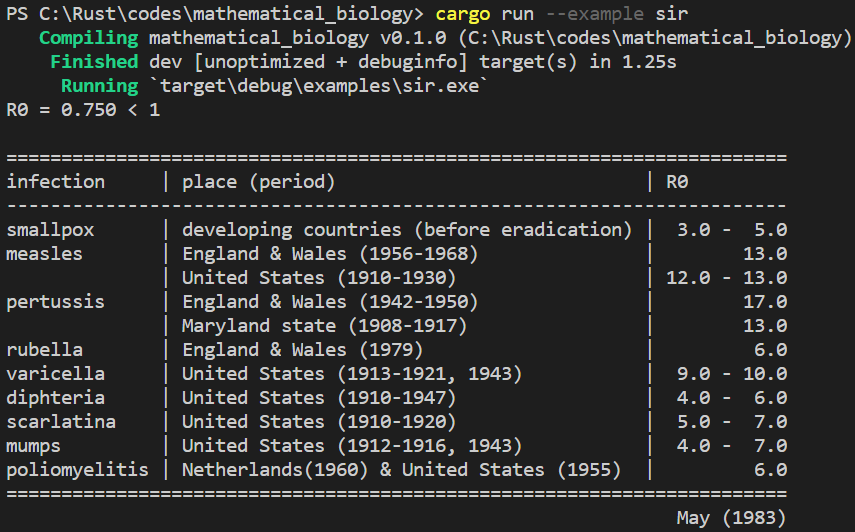 PS C:\Rust\codes\mathematical_biology> cargo run --example sir
   Compiling mathematical_biology v0.1.0 (C:\Rust\codes\mathematical_biology)
    Finished dev [unoptimized + debuginfo] target(s) in 1.25s
     Running `target\debug\examples\sir.exe`
R0 = 0.750 < 1

=======================================================================
infection     | place (period)                            | R0
-----------------------------------------------------------------------
smallpox      | developing countries (before eradication) |  3.0 -  5.0
measles       | England & Wales (1956-1968)               |        13.0
              | United States (1910-1930)                 | 12.0 - 13.0
pertussis     | England & Wales (1942-1950)               |        17.0
              | Maryland state (1908-1917)                |        13.0
rubella       | England & Wales (1979)                    |         6.0
varicella     | United States (1913-1921, 1943)           |  9.0 - 10.0
diphteria     | United States (1910-1947)                 |  4.0 -  6.0
scarlatina    | United States (1910-1920)                 |  5.0 -  7.0
mumps         | United States (1912-1916, 1943)           |  4.0 -  7.0
poliomyelitis | Netherlands(1960) & United States (1955)  |         6.0
=======================================================================
                                                             May (1983)